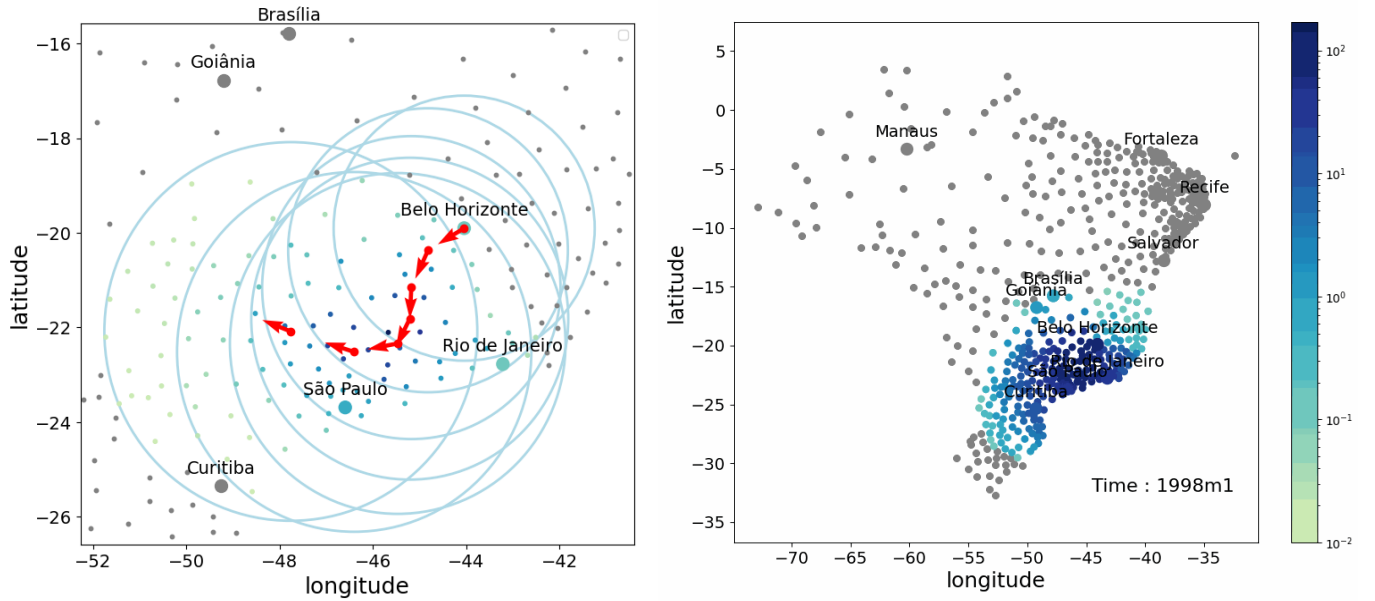 Brasília
Goiânia
Belo Horizonte
Rio de Janeiro
São Paulo
Curitiba
−16
−18
−20
−22
−24
−26
−52
−50
−48
−46
−44
−42
latitude
longitude
5
0
−5
−10
−15
−20
−25
−30
−35
Manaus
Fortaleza
Recife
Salvador
Brasília
Goiânia
Belo Horizonte
Rio de Janeiro
São Paulo
Curitiba
Time : 1998m1
−70
−65
−60
−55
−50
−45
−40
−35
latitude
longitude
10²
10¹
10⁰
10⁻¹
10⁻²